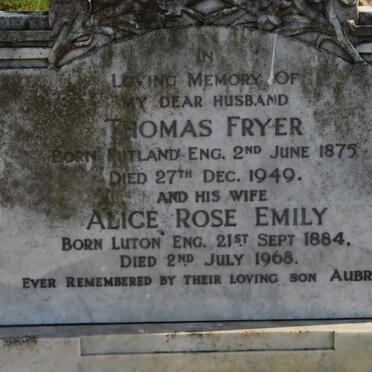 IN
LOVING MEMORY OF
MY DEAR HUSBAND
THOMAS FRYER
BORN RUTLAND ENG. 2ND JUNE 1875
DIED 27TH DEC. 1949.
AND HIS WIFE
ALICE ROSE EMILY
BORN LUTON ENG. 21ST SEPT 1884,
DIED 2ND JULY 1968.
EVER REMEMBERED BY THEIR LOVING SON AUBR